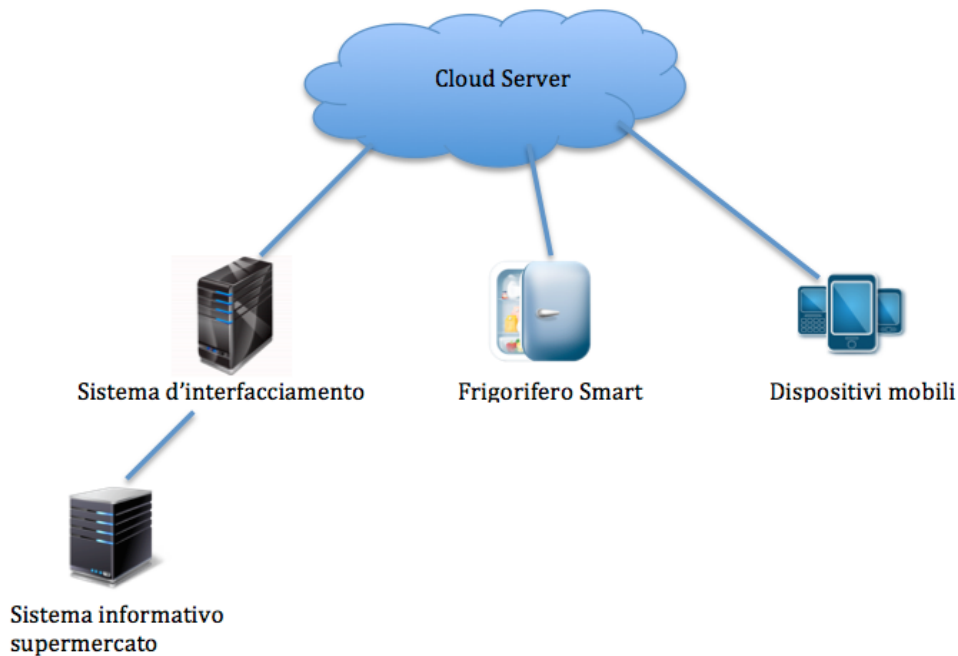 Cloud Server
Sistema d'interfacciamento
Frigorifero Smart
Dispositivi mobili
Sistema informativo
supermercato